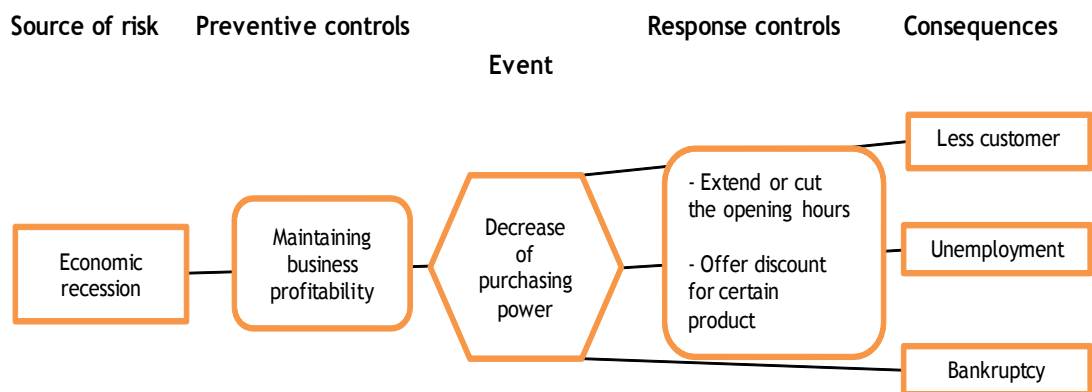 Source of risk
Preventive controls
Event
Response controls
Consequences
Economic
recession
Maintaining
business
profitability
Decrease
of
purchasing
power
- Extend or cut
the opening hours
- Offer discount
for certain
product
Less customer
Unemployment
Bankruptcy